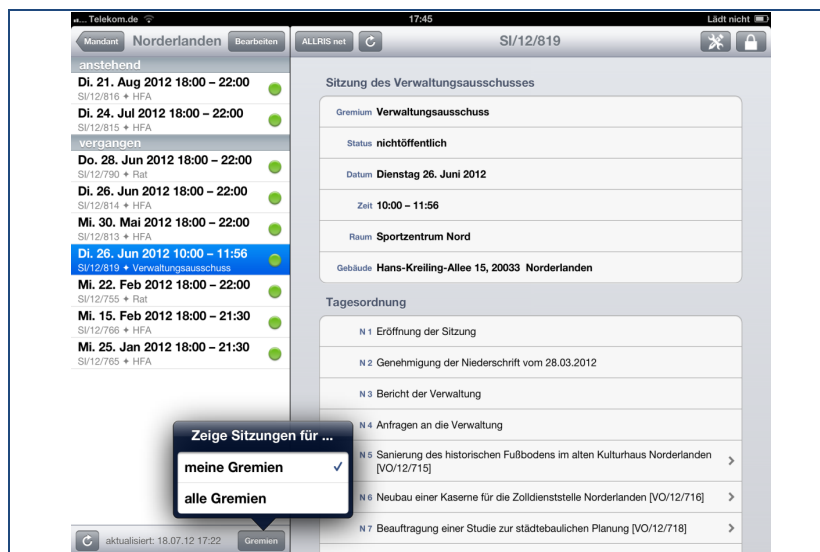 Telekom.de
17:45
Lädt nicht
Mandant
Norderlanden
Bearbeiten
ALLRIS net
SI/12/819
anstehend
Di. 21. Aug 2012 18:00 – 22:00
SI/12/816 ✦ HFA
Di. 24. Jul 2012 18:00 – 22:00
SI/12/815 ✦ HFA
vergangen
Do. 28. Jun 2012 18:00 – 22:00
SI/12/790 ✦ Rat
Di. 26. Jun 2012 18:00 – 22:00
SI/12/814 ✦ HFA
Mi. 30. Mai 2012 18:00 – 22:00
SI/12/813 ✦ HFA
Di. 26. Jun 2012 10:00 – 11:56
SI/12/819 ✦ Verwaltungsausschuss
Mi. 22. Feb 2012 18:00 – 22:00
SI/12/755 ✦ Rat
Mi. 15. Feb 2012 18:00 – 21:30
SI/12/766 ✦ HFA
Mi. 25. Jan 2012 18:00 – 21:30
SI/12/765 ✦ HFA
Zeige Sitzungen für ...
meine Gremien ✓
alle Gremien
aktualisiert: 18.07.12 17:22
Gremien
Sitzung des Verwaltungsausschusses
Gremium Verwaltungsausschuss
Status nichtöffentlich
Datum Dienstag 26. Juni 2012
Zeit 10:00 – 11:56
Raum Sportzentrum Nord
Gebäude Hans-Kreiling-Allee 15, 20033 Norderlanden
Tagesordnung
N 1 Eröffnung der Sitzung
N 2 Genehmigung der Niederschrift vom 28.03.2012
N 3 Bericht der Verwaltung
N 4 Anfragen an die Verwaltung
N 5 Sanierung des historischen Fußbodens im alten Kulturhaus Norderlanden
[VO/12/715]
N 6 Neubau einer Kaserne für die Zolldienststelle Norderlanden [VO/12/716]
N 7 Beauftragung einer Studie zur städtebaulichen Planung [VO/12/718]